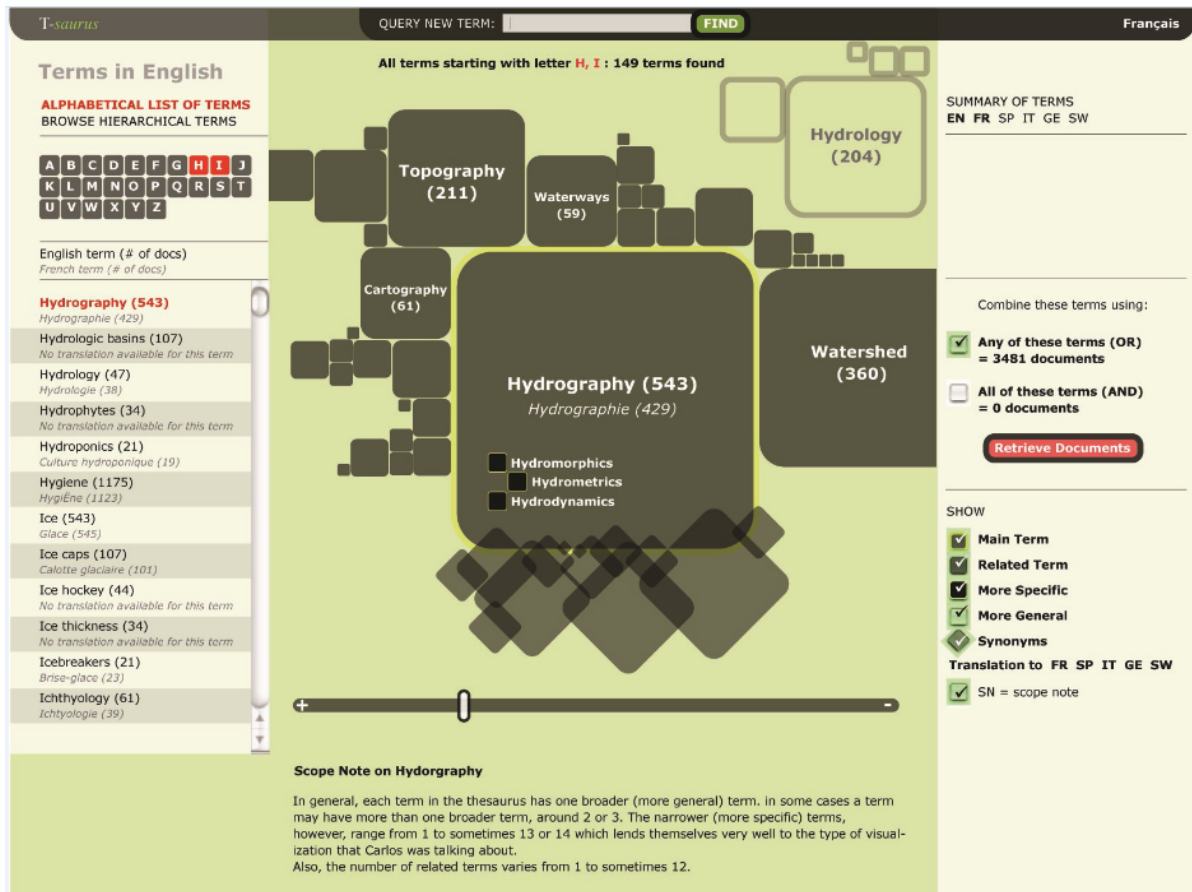 T-saurus
QUERY NEW TERM:
FIND
Français
Terms in English
ALPHABETICAL LIST OF TERMS
BROWSE HIERARCHICAL TERMS
A B C D E F G H I J
K L M N O P Q R S T
U V W X Y Z
English term (# of docs)
French term (# of docs)
Hydrography (543)
Hydrographie (429)
Hydrologic basins (107)
No translation available for this term
Hydrology (47)
Hydrologie (38)
Hydrophytes (34)
No translation available for this term
Hydroponics (21)
Culture hydroponique (19)
Hygiene (1175)
HygiËne (1123)
Ice (543)
Glace (545)
Ice caps (107)
Calotte glaciaire (101)
Ice hockey (44)
No translation available for this term
Ice thickness (34)
No translation available for this term
Icebreakers (21)
Brise-glace (23)
Ichthyology (61)
Ichtyologie (39)
All terms starting with letter H, I : 149 terms found
Hydrology
(204)
Topography
(211)
Waterways
(59)
Cartography
(61)
Watershed
(360)
Hydrography (543)
Hydrographie (429)
Hydromorphics
Hydrometrics
Hydrodynamics
+
-
Scope Note on Hydorgraphy
In general, each term in the thesaurus has one broader (more general) term. in some cases a term
may have more than one broader term, around 2 or 3. The narrower (more specific) terms,
however, range from 1 to sometimes 13 or 14 which lends themselves very well to the type of visual-
ization that Carlos was talking about.
Also, the number of related terms varies from 1 to sometimes 12.
SUMMARY OF TERMS
EN FR SP IT GE SW
Combine these terms using:
Any of these terms (OR)
= 3481 documents
All of these terms (AND)
= 0 documents
Retrieve Documents
SHOW
Main Term
Related Term
More Specific
More General
Synonyms
Translation to FR SP IT GE SW
SN = scope note